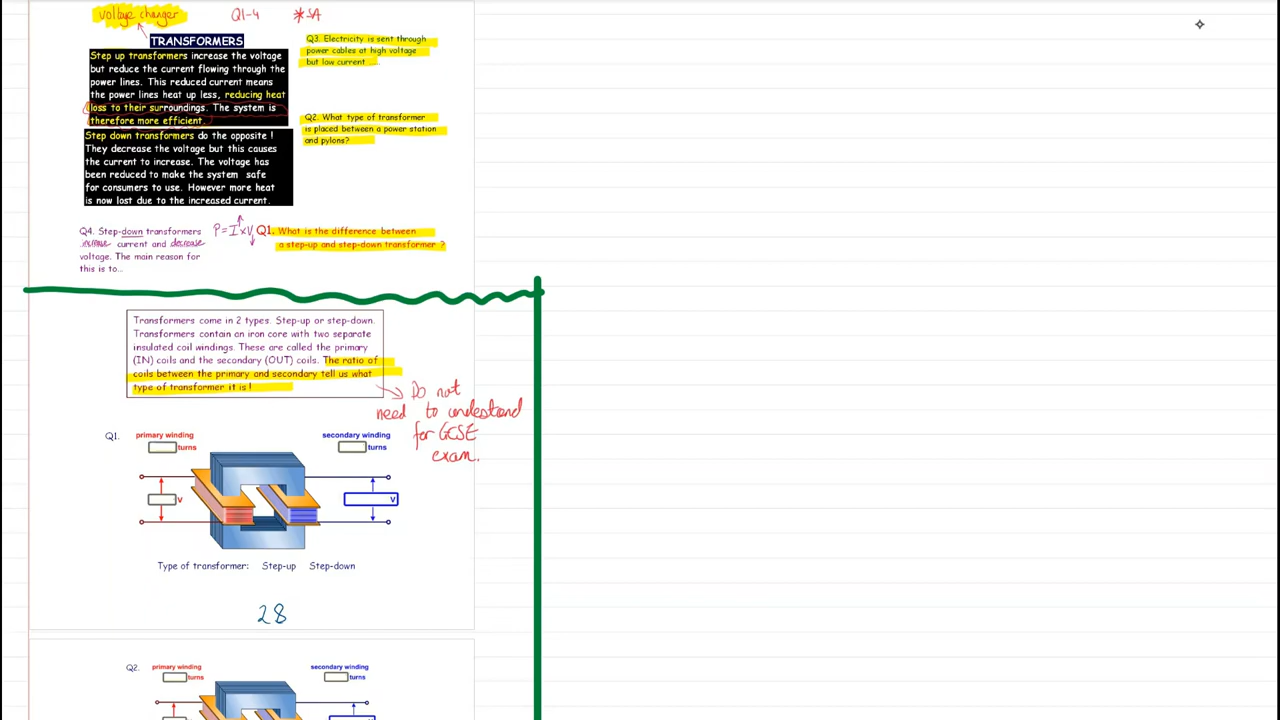 voltage changer Q1-4 *SA
TRANSFORMERS
Step up transformers increase the voltage
but reduce the current flowing through the
power lines. This reduced current means
the power lines heat up less, reducing heat
loss to their surroundings. The system is
therefore more efficient.
Step down transformers do the opposite !
They decrease the voltage but this causes
the current to increase. The voltage has
been reduced to make the system safe
for consumers to use. However more heat
is now lost due to the increased current.
Q3. Electricity is sent through
power cables at high voltage
but low current ....
Q2. What type of transformer
is placed between a power station
and pylons?
Q4. Step-down transformers
increase current and decrease
voltage. The main reason for
this is to...
P = I x V
Q1. What is the difference between
a step-up and step-down transformer ?
Transformers come in 2 types. Step-up or step-down.
Transformers contain an iron core with two separate
insulated coil windings. These are called the primary
(IN) coils and the secondary (OUT) coils. The ratio of
coils between the primary and secondary tell us what
type of transformer it is !
Do not
need to understand
for GCSE
exam.
Q1. primary winding secondary winding
turns turns
V V
Type of transformer: Step-up Step-down
28
Q2. primary winding secondary winding
turns turns